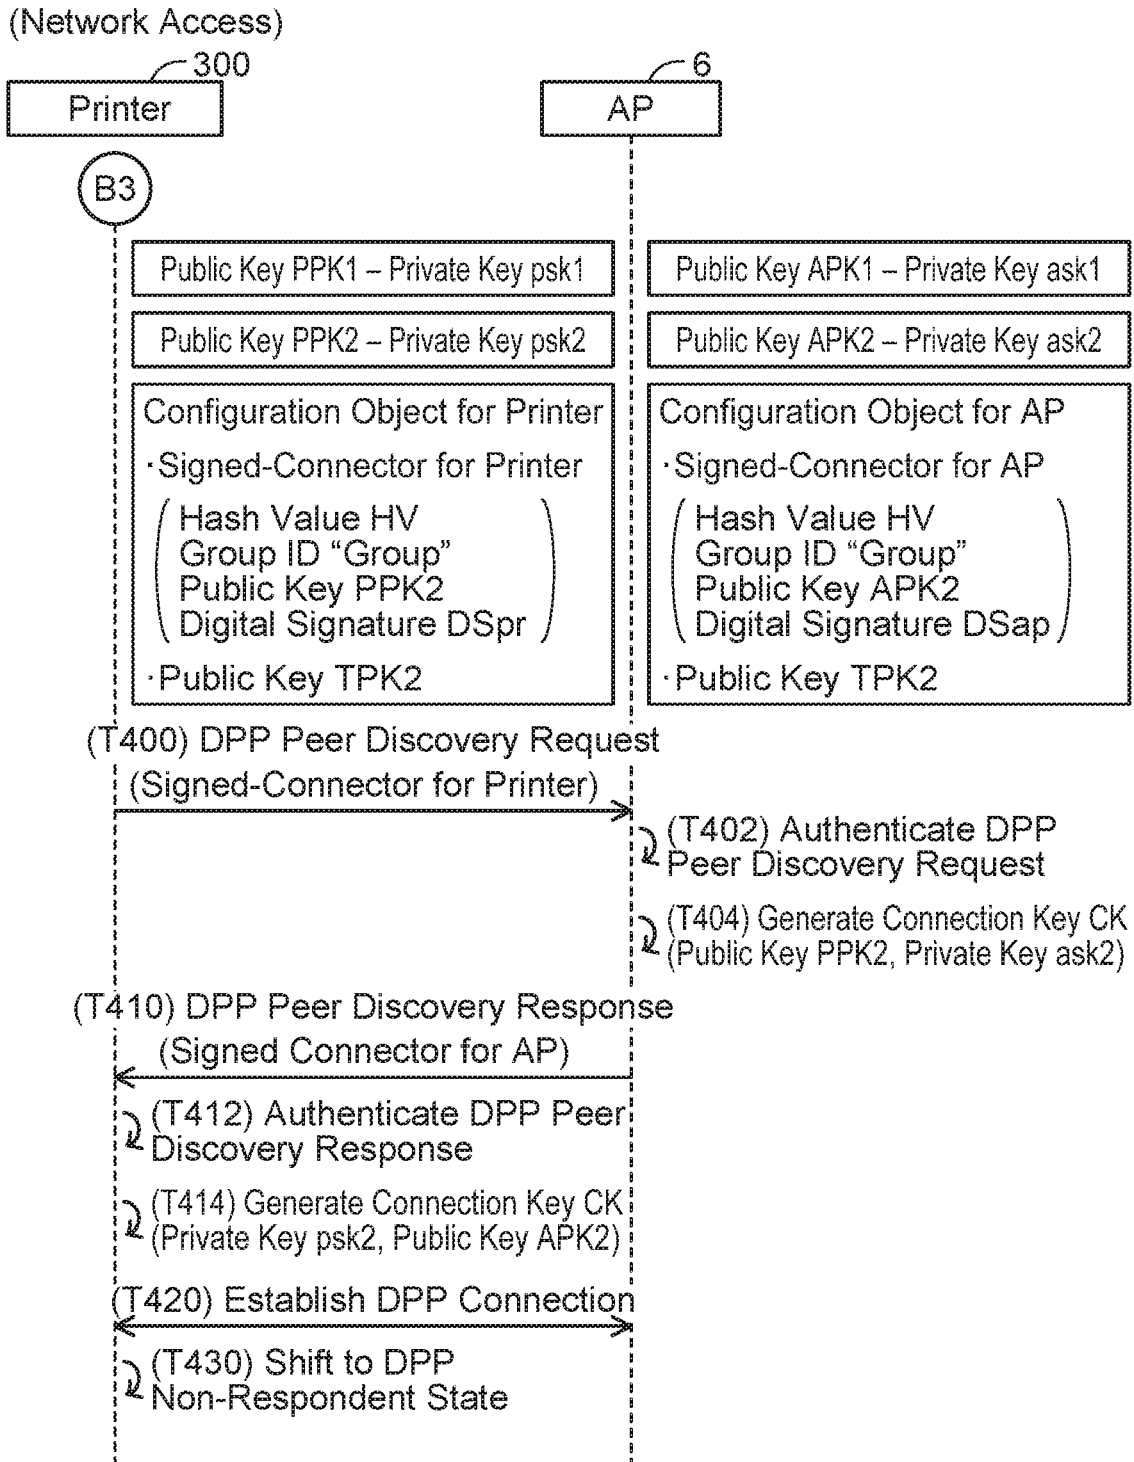 (Network Access)
300
6
Printer
AP
B3
Public Key PPK1 – Private Key psk1
Public Key APK1 – Private Key ask1
Public Key PPK2 – Private Key psk2
Public Key APK2 – Private Key ask2
Configuration Object for Printer
·Signed-Connector for Printer
Hash Value HV
Group ID “Group”
Public Key PPK2
Digital Signature DSpr
·Public Key TPK2
Configuration Object for AP
·Signed-Connector for AP
Hash Value HV
Group ID “Group”
Public Key APK2
Digital Signature DSap
·Public Key TPK2
(T400) DPP Peer Discovery Request
(Signed-Connector for Printer)
(T402) Authenticate DPP
Peer Discovery Request
(T404) Generate Connection Key CK
(Public Key PPK2, Private Key ask2)
(T410) DPP Peer Discovery Response
(Signed Connector for AP)
(T412) Authenticate DPP Peer
Discovery Response
(T414) Generate Connection Key CK
(Private Key psk2, Public Key APK2)
(T420) Establish DPP Connection
(T430) Shift to DPP
Non-Respondent State